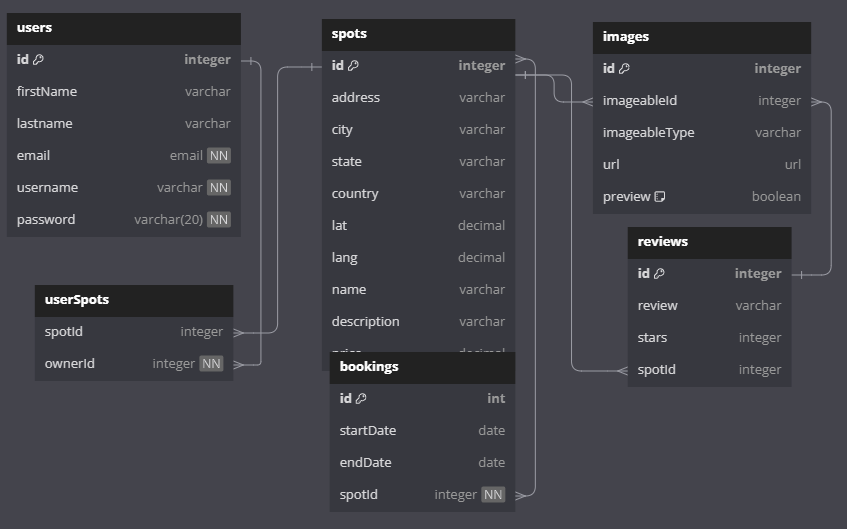 users
id integer
firstName varchar
lastname varchar
email email NN
username varchar NN
password varchar(20) NN
userSpots
spotId integer
ownerId integer NN
spots
id integer
address varchar
city varchar
state varchar
country varchar
lat decimal
lang decimal
name varchar
description varchar
price decimal
bookings
id int
startDate date
endDate date
spotId integer NN
images
id integer
imageableId integer
imageableType varchar
url url
preview boolean
reviews
id integer
review varchar
stars integer
spotId integer